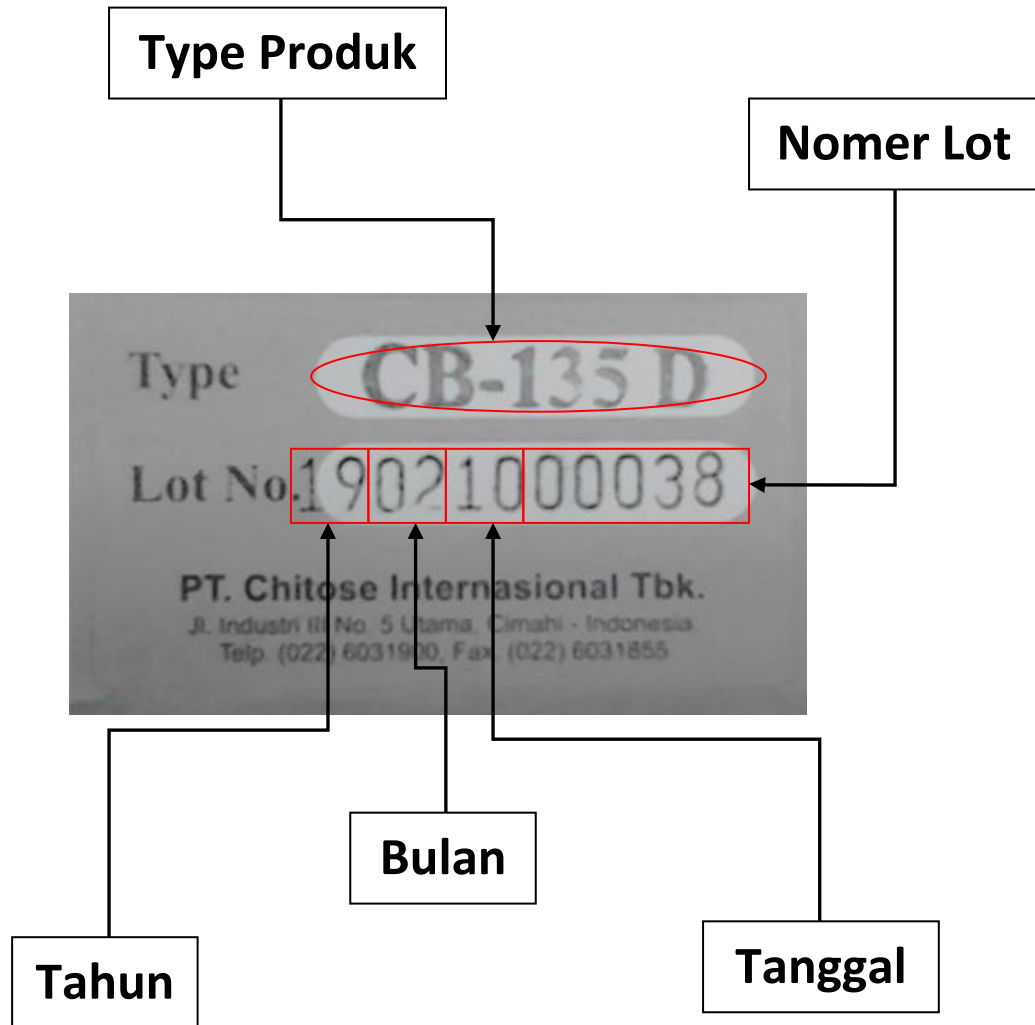 Type Produk
Nomer Lot
Type CB-135 D
Lot No. 19021000038
PT. Chitose Internasional Tbk.
Jl. Industri III No. 5 Utama, Cimahi - Indonesia
Telp. (022) 6031900, Fax. (022) 6031855
Bulan
Tanggal
Tahun